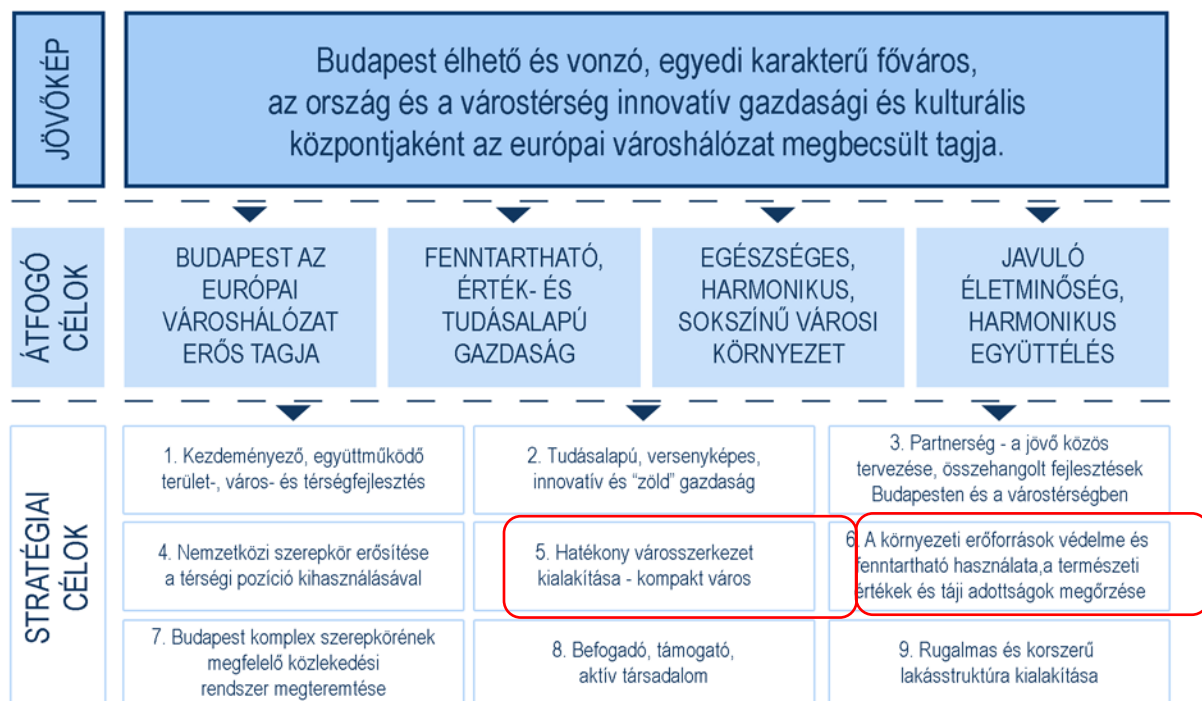 JÖVŐKÉP
Budapest élhető és vonzó, egyedi karakterű főváros,
az ország és a várostérség innovatív gazdasági és kulturális
központjaként az európai városhálózat megbecsült tagja.
ÁTFOGÓ
CÉLOK
BUDAPEST AZ
EURÓPAI
VÁROSHÁLÓZAT
ERŐS TAGJA
FENNTARTHATÓ,
ÉRTÉK- ÉS
TUDÁSALAPÚ
GAZDASÁG
EGÉSZSÉGES,
HARMONIKUS,
SOKSZÍNŰ VÁROSI
KÖRNYEZET
JAVULÓ
ÉLETMINŐSÉG,
HARMONIKUS
EGYÜTTÉLÉS
STRATÉGIAI
CÉLOK
1. Kezdeményező, együttműködő
terület-, város- és térségfejlesztés
2. Tudásalapú, versenyképes,
innovatív és "zöld" gazdaság
3. Partnerség - a jövő közös
tervezése, összehangolt fejlesztések
Budapesten és a várostérségben
4. Nemzetközi szerepkör erősítése
a térségi pozíció kihasználásával
5. Hatékony városszerkezet
kialakítása - kompakt város
6. A környezeti erőforrások védelme és
fenntartható használata,a természeti
értékek és táji adottságok megőrzése
7. Budapest komplex szerepkörének
megfelelő közlekedési
rendszer megteremtése
8. Befogadó, támogató,
aktív társadalom
9. Rugalmas és korszerű
lakásstruktúra kialakítása